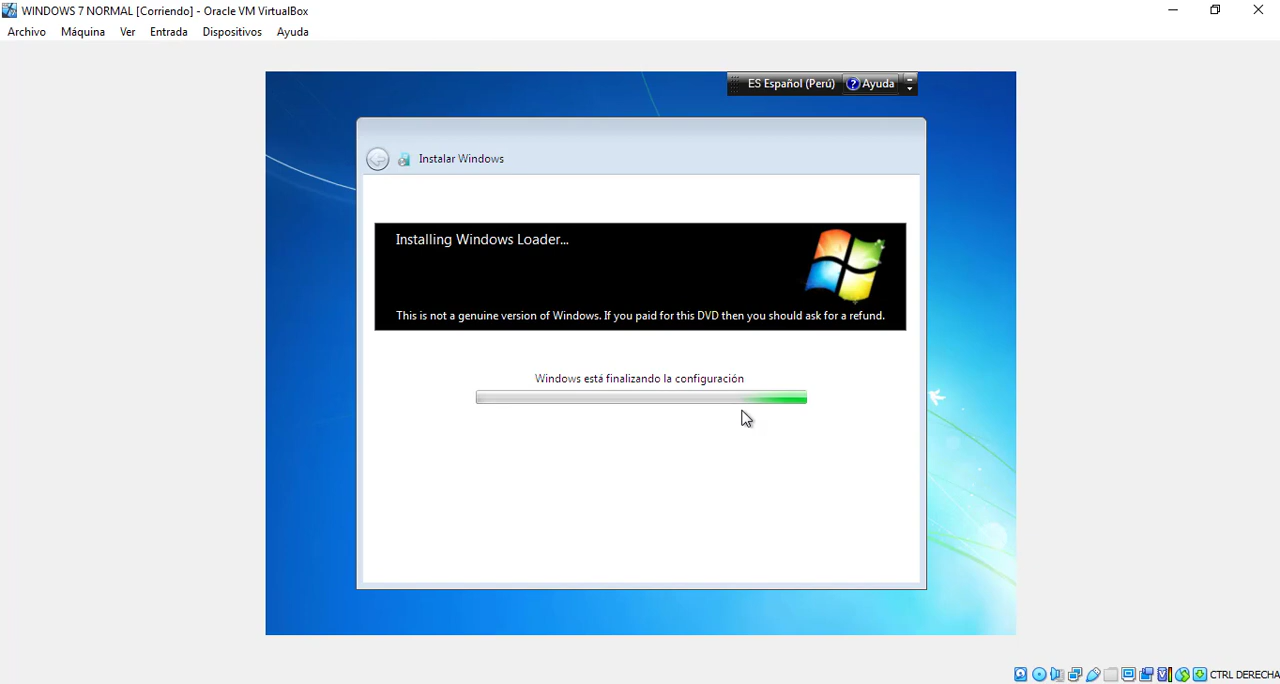 WINDOWS 7 NORMAL [Corriendo] - Oracle VM VirtualBox
Archivo Máquina Ver Entrada Dispositivos Ayuda
ES Español (Perú) ? Ayuda
Instalar Windows
Installing Windows Loader...
This is not a genuine version of Windows. If you paid for this DVD then you should ask for a refund.
Windows está finalizando la configuración
CTRL DERECHA